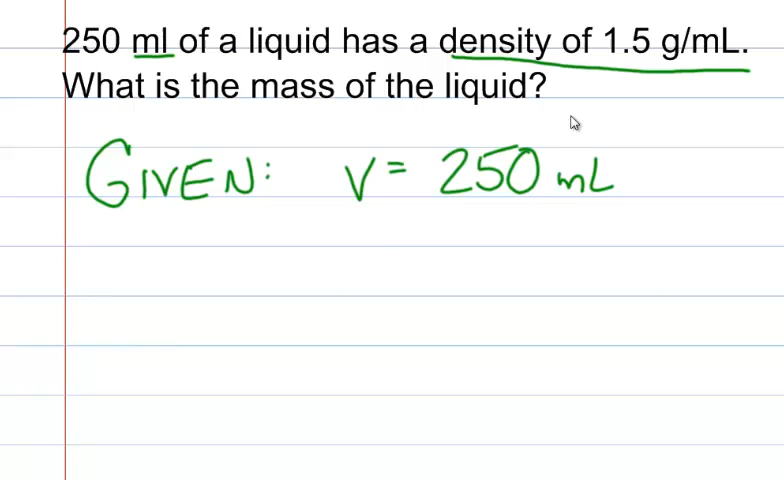 250 ml of a liquid has a density of 1.5 g/mL.
What is the mass of the liquid?
GIVEN: V = 250 mL